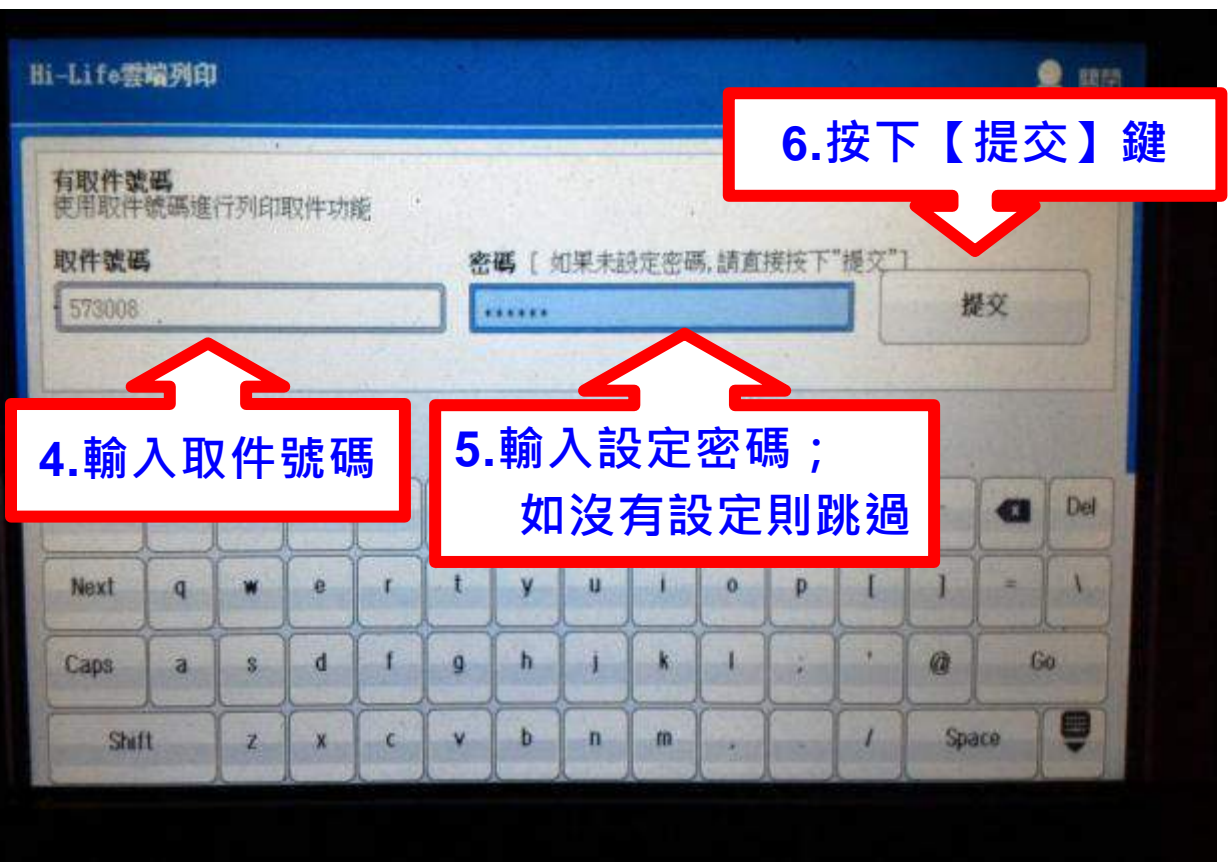 Hi-Life雲端列印
關閉
6.按下【提交】鍵
有取件號碼
使用取件號碼進行列印取件功能
取件號碼
密碼 [ 如果未設定密碼,請直接按下"提交"]
573008
••••••
提交
4.輸入取件號碼
5.輸入設定密碼；
如沒有設定則跳過
- Del
Next q w e r t y u i o p [ ] = \
Caps a s d f g h j k l ; ' @ Go
Shift z x c v b n m , . / Space